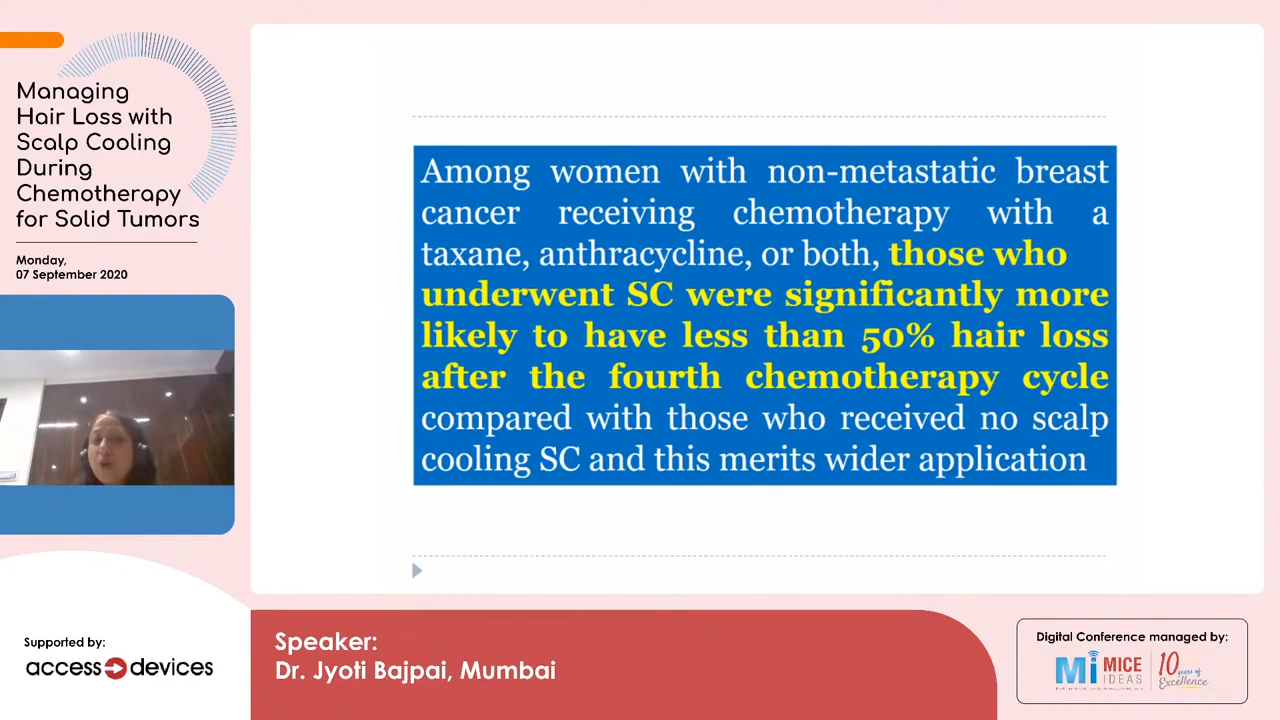 Managing
Hair Loss with
Scalp Cooling
During
Chemotherapy
for Solid Tumors
Monday,
07 September 2020
Among women with non-metastatic breast
cancer receiving chemotherapy with a
taxane, anthracycline, or both, those who
underwent SC were significantly more
likely to have less than 50% hair loss
after the fourth chemotherapy cycle
compared with those who received no scalp
cooling SC and this merits wider application
Supported by:
access devices
Speaker:
Dr. Jyoti Bajpai, Mumbai
Digital Conference managed by:
Mi MICE
IDEAS
10 years of
Excellence